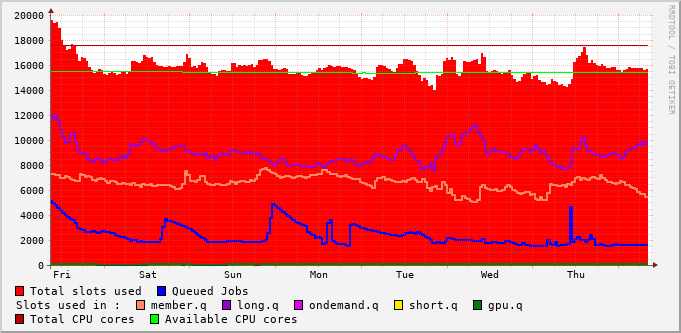 20000
18000
16000
14000
12000
10000
8000
6000
4000
2000
0
Fri Sat Sun Mon Tue Wed Thu
RRDTOOL / TOBI OETIKER
Total slots used Queued Jobs
Slots used in : member.q long.q ondemand.q short.q gpu.q
Total CPU cores Available CPU cores